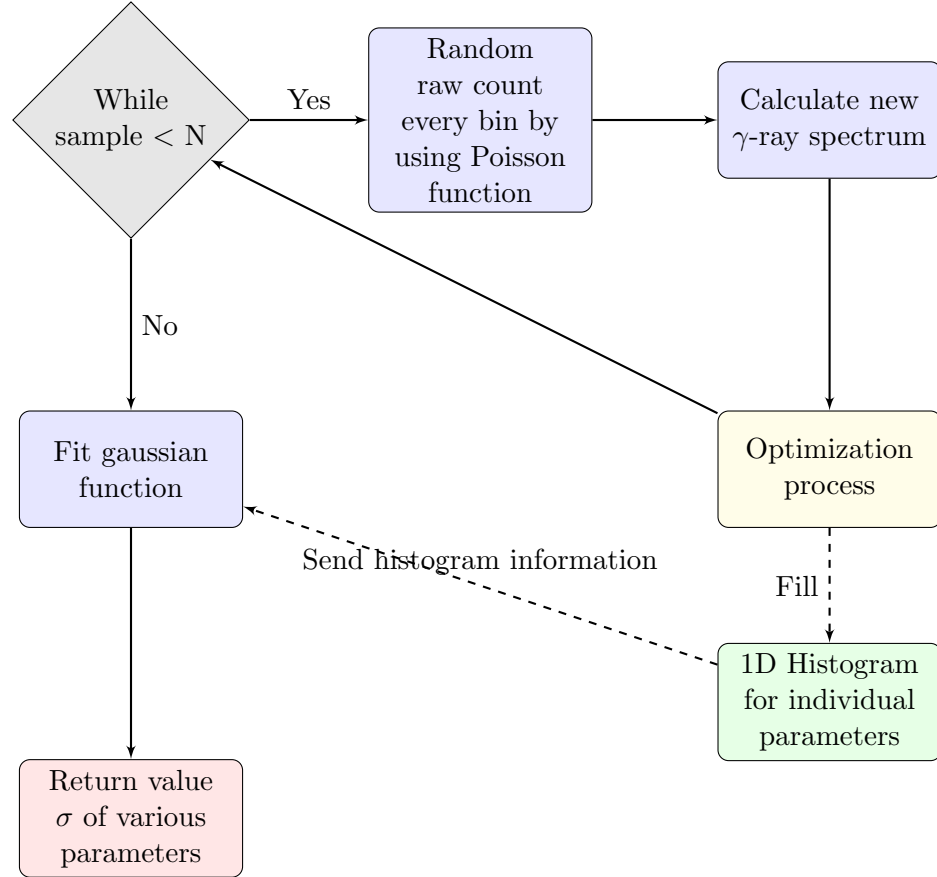 While
sample < N
Yes
Random
raw count
every bin by
using Poisson
function
Calculate new
γ-ray spectrum
No
Fit gaussian
function
Optimization
process
Send histogram information
Fill
1D Histogram
for individual
parameters
Return value
σ of various
parameters